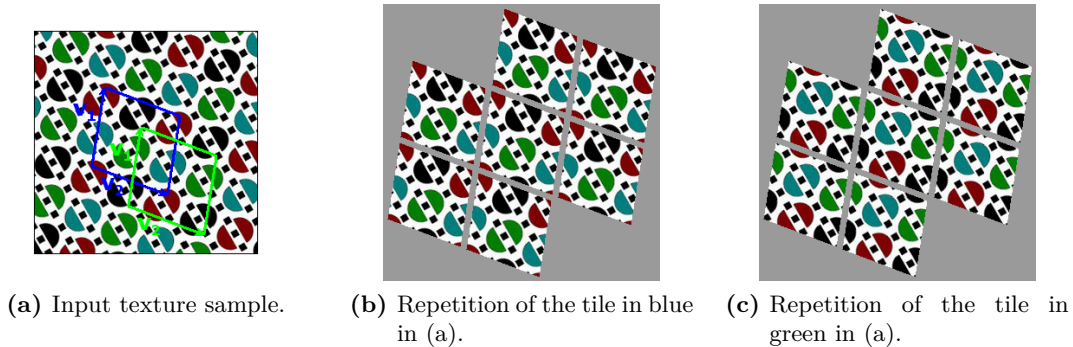 V₁
V₁
V₂
V₂
(a) Input texture sample.
(b) Repetition of the tile in blue
in (a).
(c) Repetition of the tile in
green in (a).